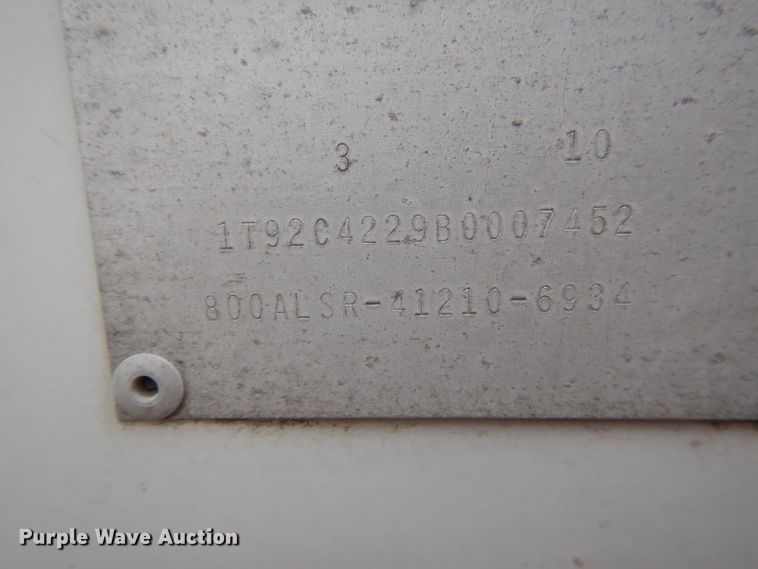 3 10
1T92C4229B0007452
800ALSR-41210-6934
Purple Wave Auction